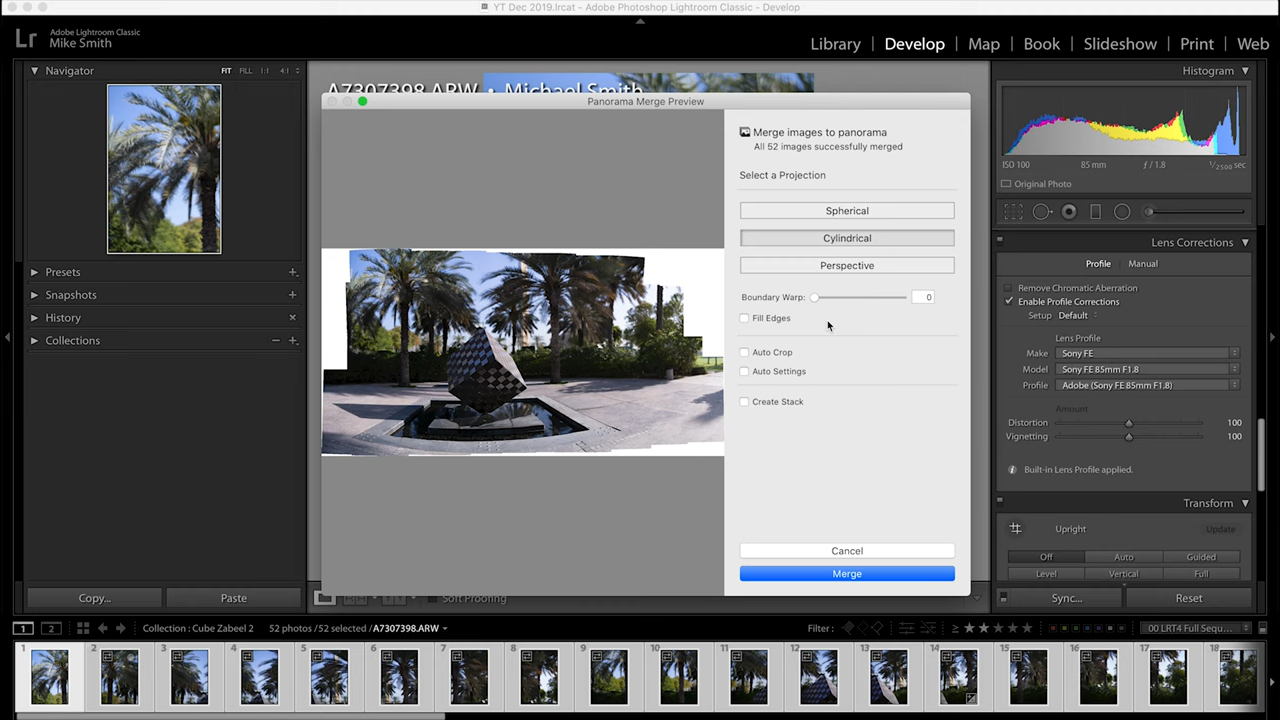 YT Dec 2019.lrcat - Adobe Photoshop Lightroom Classic - Develop
Lr
Adobe Lightroom Classic
Mike Smith
Library | Develop | Map | Book | Slideshow | Print | Web
Navigator
FIT FILL 1:1 4:1
Presets
Snapshots
History
Collections
Copy...
Paste
A7307398.ARW • Michael Smith
Panorama Merge Preview
Merge images to panorama
All 52 images successfully merged
Select a Projection
Spherical
Cylindrical
Perspective
Boundary Warp: 0
Fill Edges
Auto Crop
Auto Settings
Create Stack
Cancel
Merge
Soft Proofing
Histogram
ISO 100 85 mm ƒ / 1.8 1/2500 sec
Original Photo
Lens Corrections
Profile Manual
Remove Chromatic Aberration
Enable Profile Corrections
Setup Default
Lens Profile
Make Sony FE
Model Sony FE 85mm F1.8
Profile Adobe (Sony FE 85mm F1.8)
Amount
Distortion 100
Vignetting 100
Built-in Lens Profile applied.
Transform
Upright Update
Off Auto Guided
Level Vertical Full
Sync...
Reset
1 2 Collection : Cube Zabeel 2 52 photos /52 selected /A7307398.ARW
Filter : ≥ ★★★★★ 00 LRT4 Full Sequ...
1 2 3 4 5 6 7 8 9 10 11 12 13 14 15 16 17 18